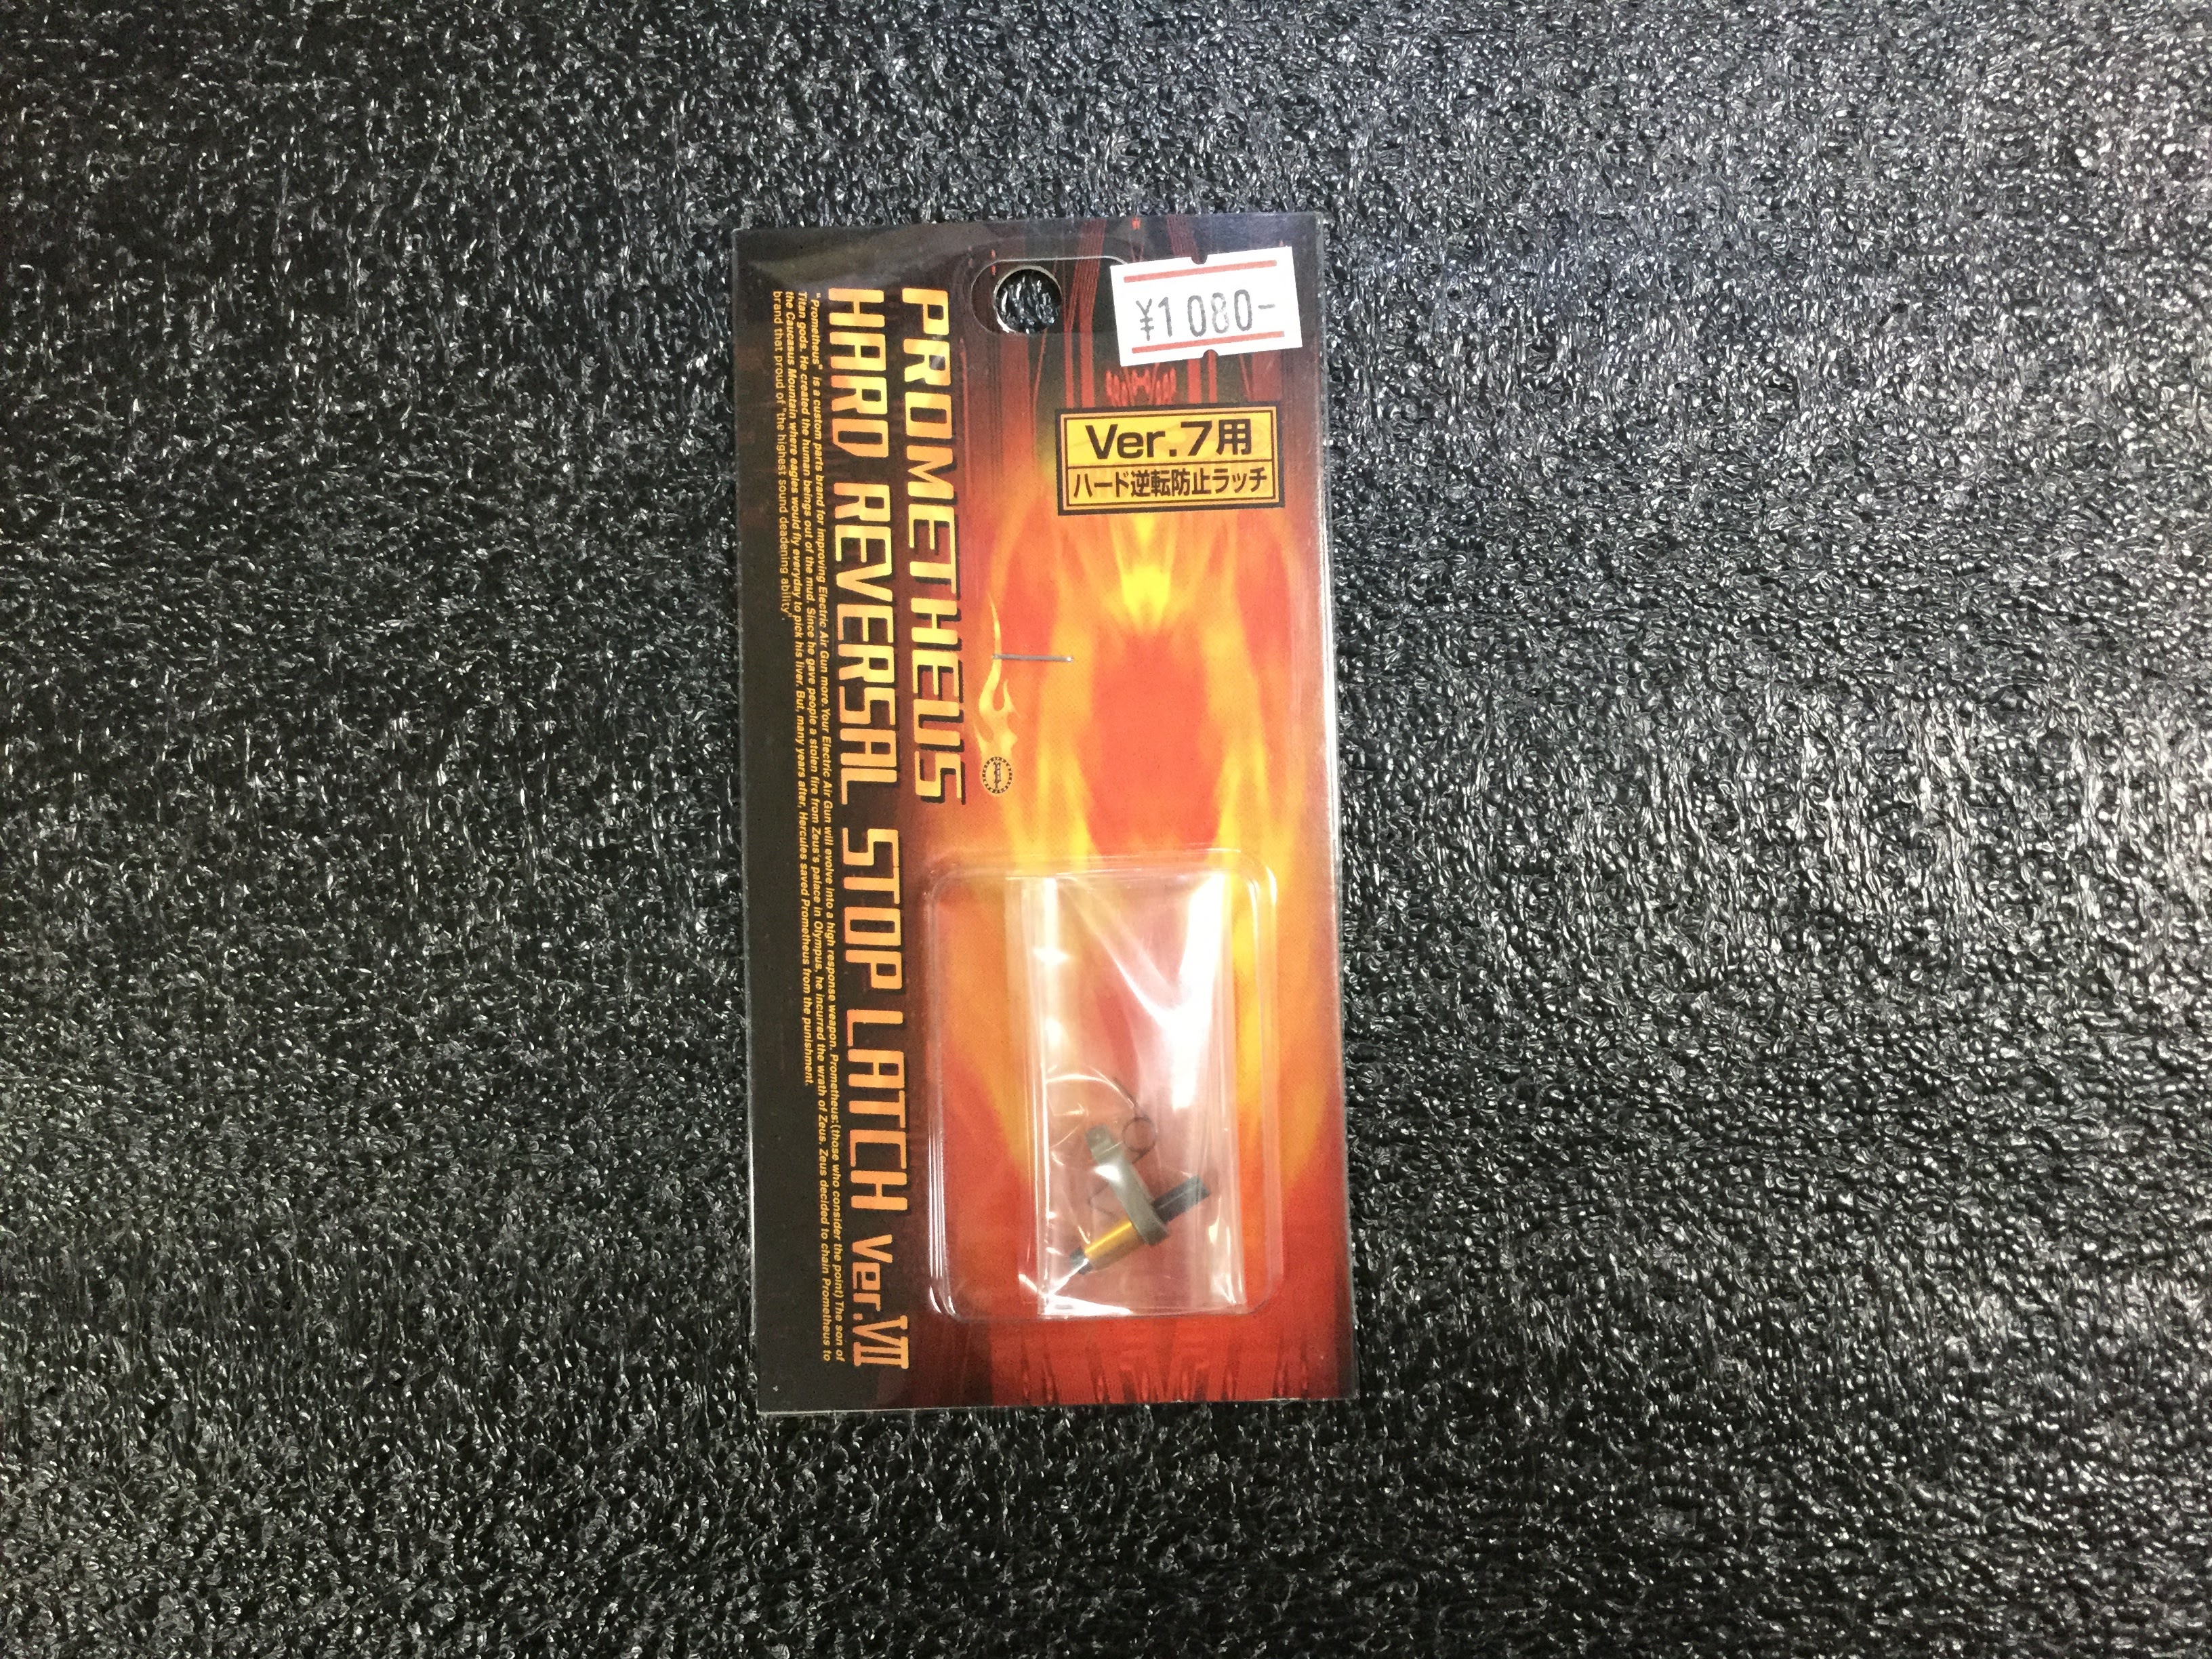 ¥1080-
Ver.7用
ハード逆転防止ラッチ
PROMETHEUS
HARD REVERSAL STOP LATCH Ver.VII
"Prometheus" is a custom parts brand for improving Electric Air Gun more. Your Electric Air Gun will evolve into a high response weapon. Prometheus:(those who consider the point) The son of
Titan gods. He created the human beings out of the mud. Since he gave people a stolen fire from Zeus's palace in Olympus, he incurred the wrath of Zeus. Zeus decided to chain Prometheus to
the Caucasus Mountain where eagles would fly everyday to pick his liver. But, many years after, Hercules saved Prometheus from the punishment.
brand that proud of "the highest sound deadening ability".